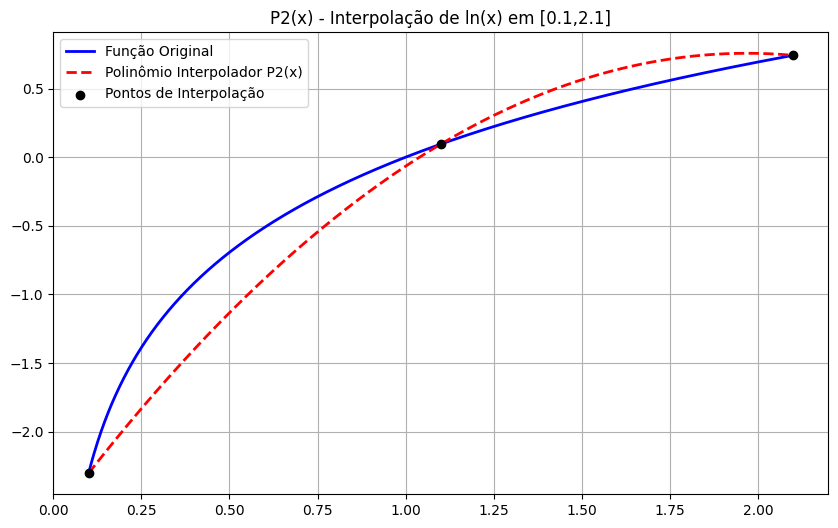 P2(x) - Interpolação de ln(x) em [0.1,2.1]
Função Original
Polinômio Interpolador P2(x)
Pontos de Interpolação
0.5
0.0
−0.5
−1.0
−1.5
−2.0
0.00 0.25 0.50 0.75 1.00 1.25 1.50 1.75 2.00